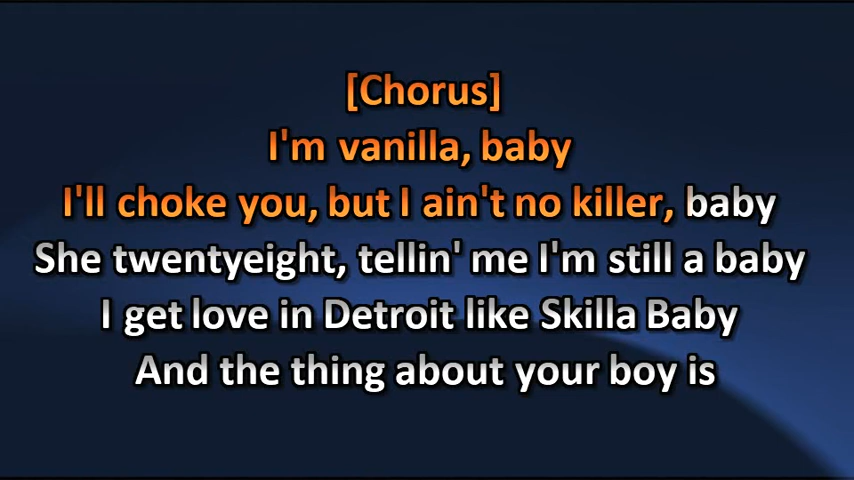 [Chorus]
I'm vanilla, baby
I'll choke you, but I ain't no killer, baby
She twentyeight, tellin' me I'm still a baby
I get love in Detroit like Skilla Baby
And the thing about your boy is